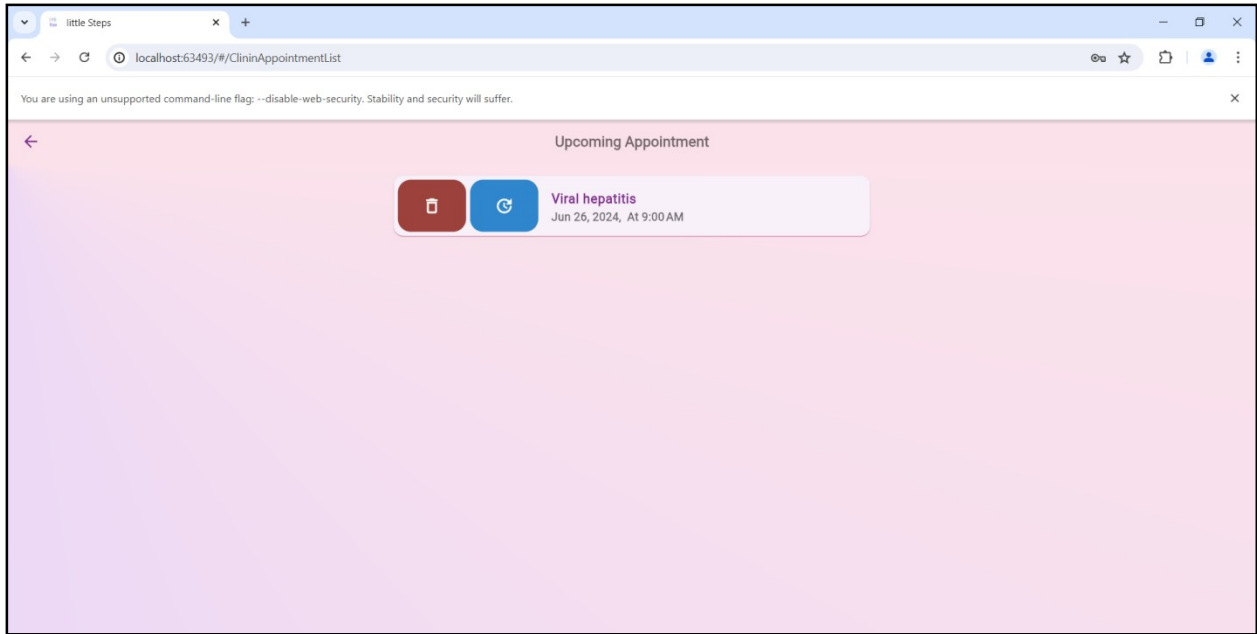 little Steps
localhost:63493/#/ClininAppointmentList
You are using an unsupported command-line flag: --disable-web-security. Stability and security will suffer.
Upcoming Appointment
Viral hepatitis
Jun 26, 2024, At 9:00 AM